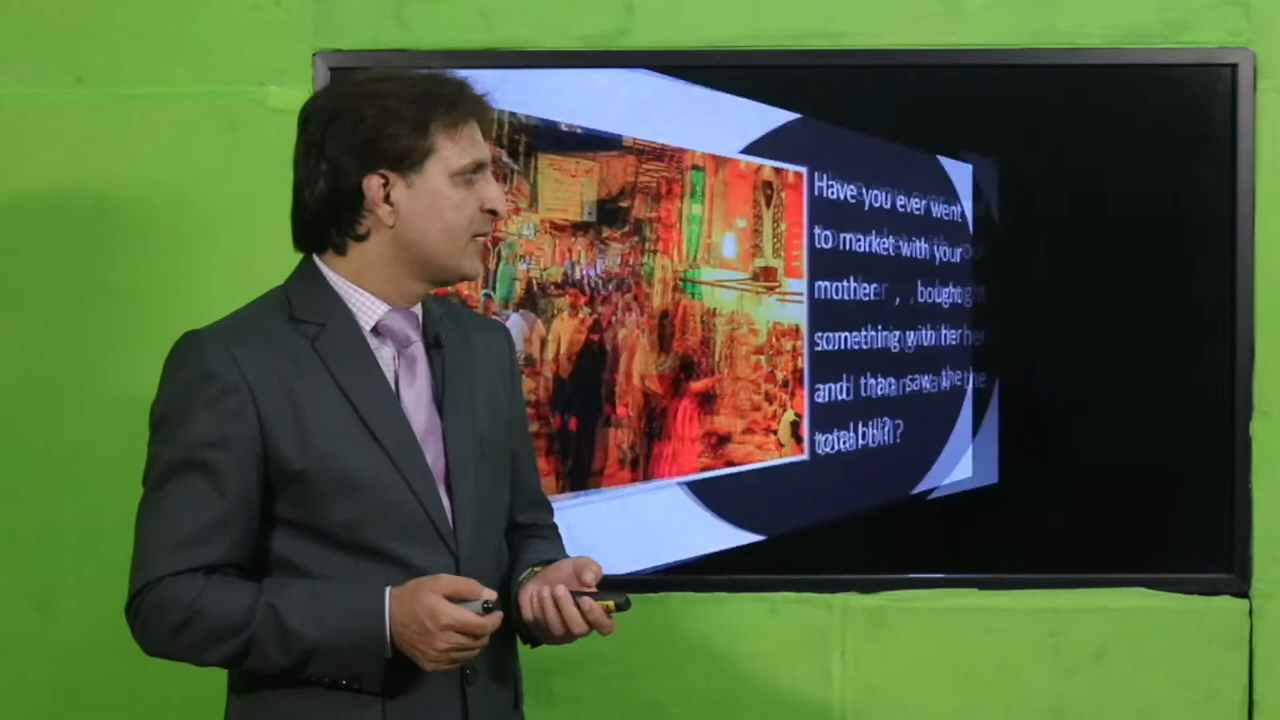 Have you ever went
to market with your
mother , bought
something with her
and than saw the
total bill?